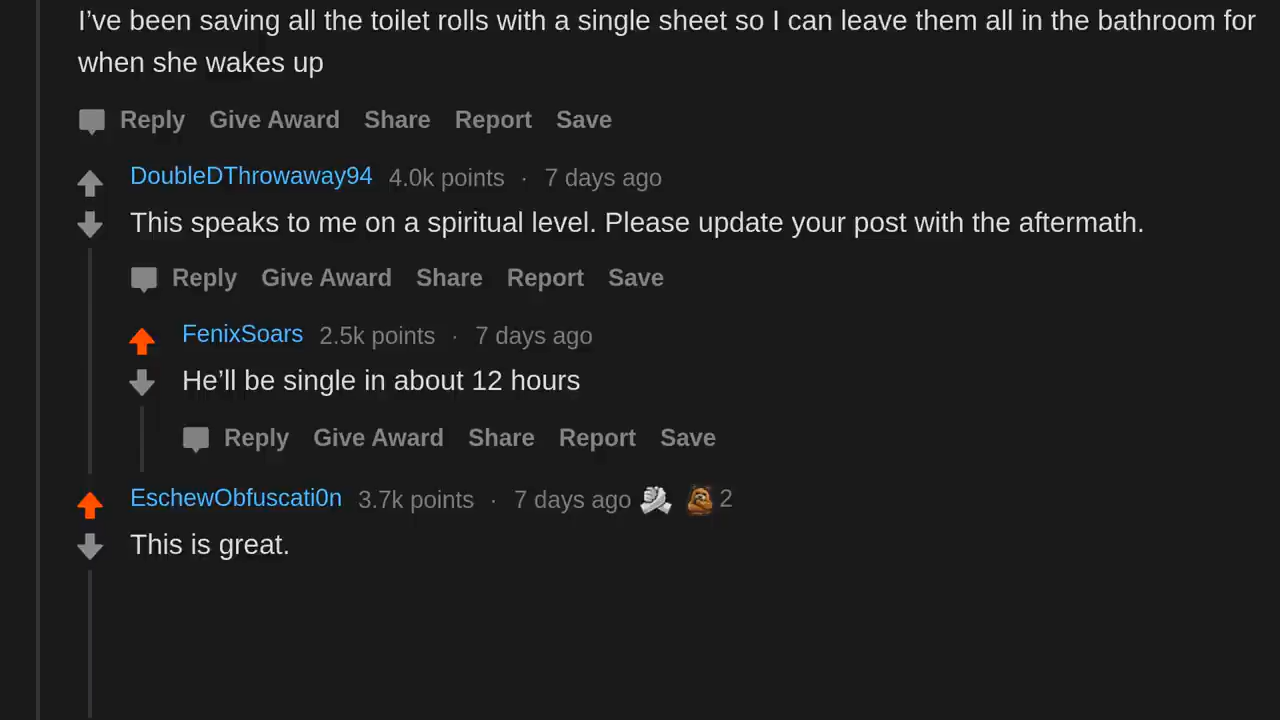 I’ve been saving all the toilet rolls with a single sheet so I can leave them all in the bathroom for
when she wakes up
Reply Give Award Share Report Save
DoubleDThrowaway94 4.0k points · 7 days ago
This speaks to me on a spiritual level. Please update your post with the aftermath.
Reply Give Award Share Report Save
FenixSoars 2.5k points · 7 days ago
He’ll be single in about 12 hours
Reply Give Award Share Report Save
EschewObfuscati0n 3.7k points · 7 days ago 2
This is great.